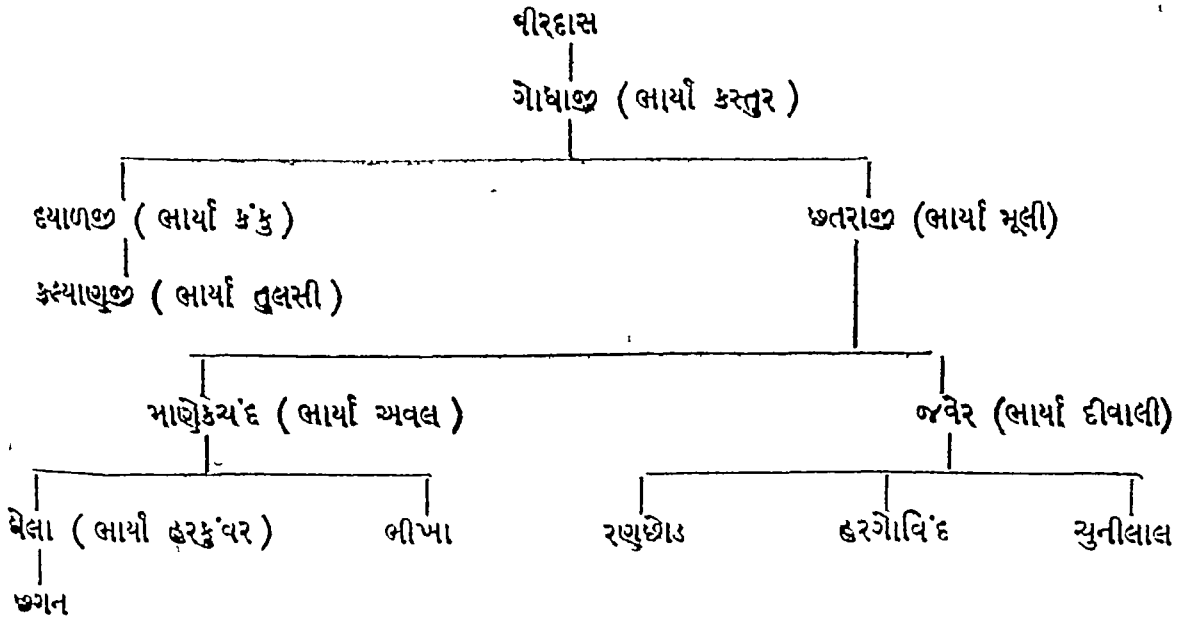 વીરદાસ
ગોધાજી ( ભાર્યા કસ્તુર )
દયાળજી ( ભાર્યા કંકુ ) છતરાજી (ભાર્યા મૂલી)
કલ્યાણજી ( ભાર્યા તુલસી )
માણેકચંદ ( ભાર્યા અવલ ) જવેર (ભાર્યા દીવાલી)
ઘેલા ( ભાર્યા હરકુંવર ) ભીખા રણછોડ હરગોવિંદ ચુનીલાલ
છગન